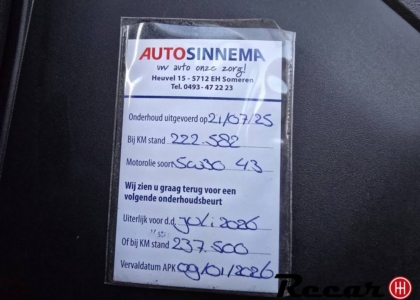 AUTOSINNEMA
uw auto onze zorg!
Heuvel 15 - 5712 EH Someren
Tel. 0493 - 47 22 23
Onderhoud uitgevoerd op 21/07/25
Bij KM stand 222.582
Motorolie soort 5W30 4.3
Wij zien u graag terug voor een
volgende onderhoudsbeurt
Uiterlijk voor d.d. juli 2026
Of bij KM stand 237.500
Vervaldatum APK 09/01/2026
Recar